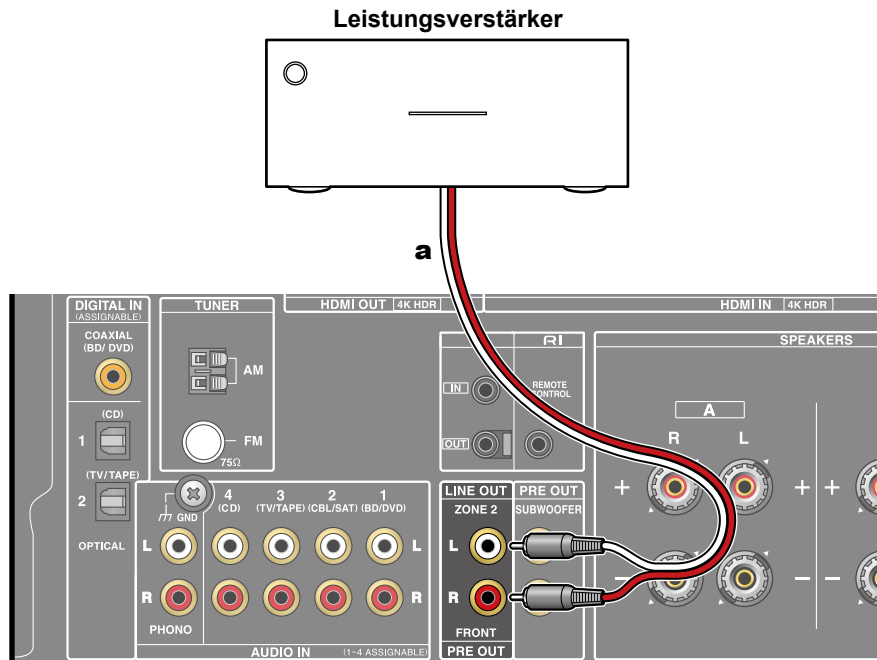 Leistungsverstärker
a
DIGITAL IN
(ASSIGNABLE)
COAXIAL
(BD/ DVD)
(CD)
1
(TV/TAPE)
2
OPTICAL
TUNER
AM
FM
75Ω
HDMI OUT 4K HDR
HDMI IN 4K HDR
RI
IN
REMOTE
CONTROL
OUT
SPEAKERS
A
R L
+ + +
- - -
GND
4 3 2 1
(CD) (TV/TAPE) (CBL/SAT) (BD/DVD)
L L
R R
PHONO
AUDIO IN (1~4 ASSIGNABLE)
LINE OUT
ZONE 2
L
R
FRONT
PRE OUT
PRE OUT
SUBWOOFER